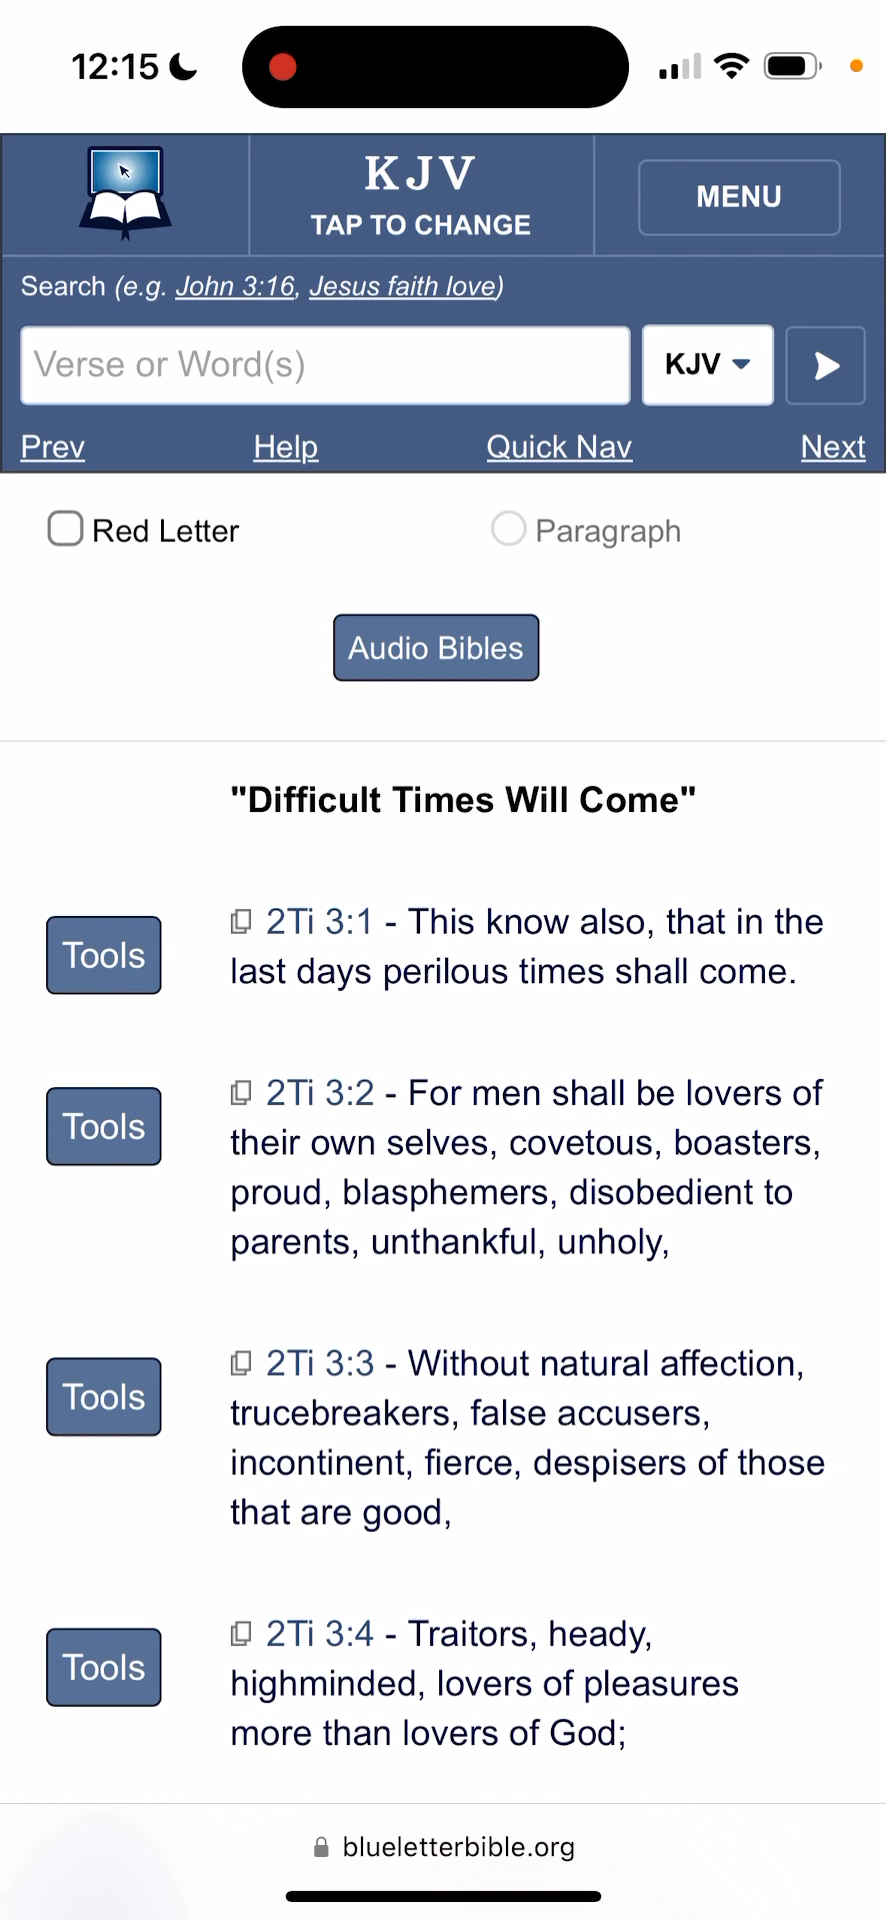 12:15
KJV
TAP TO CHANGE
MENU
Search (e.g. John 3:16, Jesus faith love)
Verse or Word(s)
KJV
Prev
Help
Quick Nav
Next
Red Letter
Paragraph
Audio Bibles
"Difficult Times Will Come"
Tools
2Ti 3:1 - This know also, that in the
last days perilous times shall come.
Tools
2Ti 3:2 - For men shall be lovers of
their own selves, covetous, boasters,
proud, blasphemers, disobedient to
parents, unthankful, unholy,
Tools
2Ti 3:3 - Without natural affection,
trucebreakers, false accusers,
incontinent, fierce, despisers of those
that are good,
Tools
2Ti 3:4 - Traitors, heady,
highminded, lovers of pleasures
more than lovers of God;
blueletterbible.org